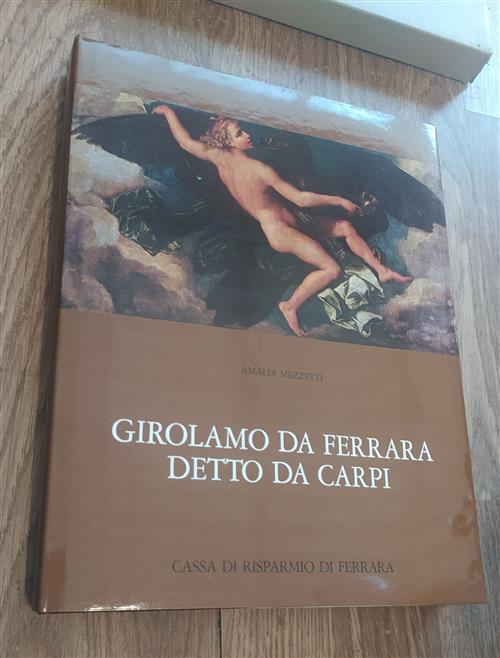 AMALIA MEZZETTI
GIROLAMO DA FERRARA
DETTO DA CARPI
CASSA DI RISPARMIO DI FERRARA